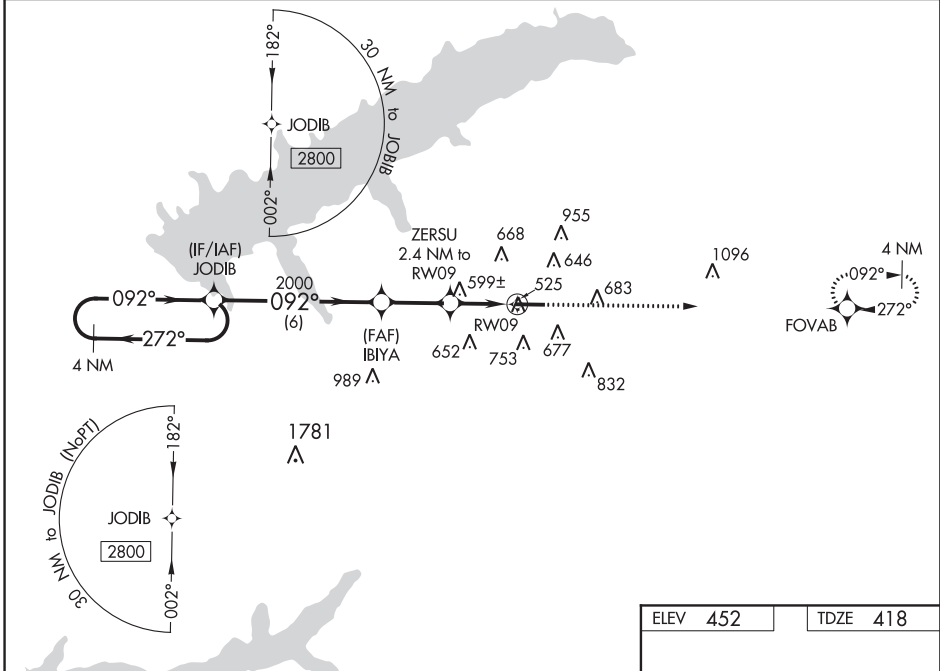 182°
30 NM to JOBIB
JODIB
2800
002°
955
ZERSU
2.4 NM to
RW09
668
646
1096
4 NM
(IF/IAF)
JODIB
2000
599±
525
683
092°
092°
092°
(6)
272°
272°
4 NM
(FAF)
IBIYA
RW09
FOVAB
652
753
677
989
832
1781
30 NM to JODIB (NoPT)
182°
JODIB
2800
002°
ELEV 452
TDZE 418